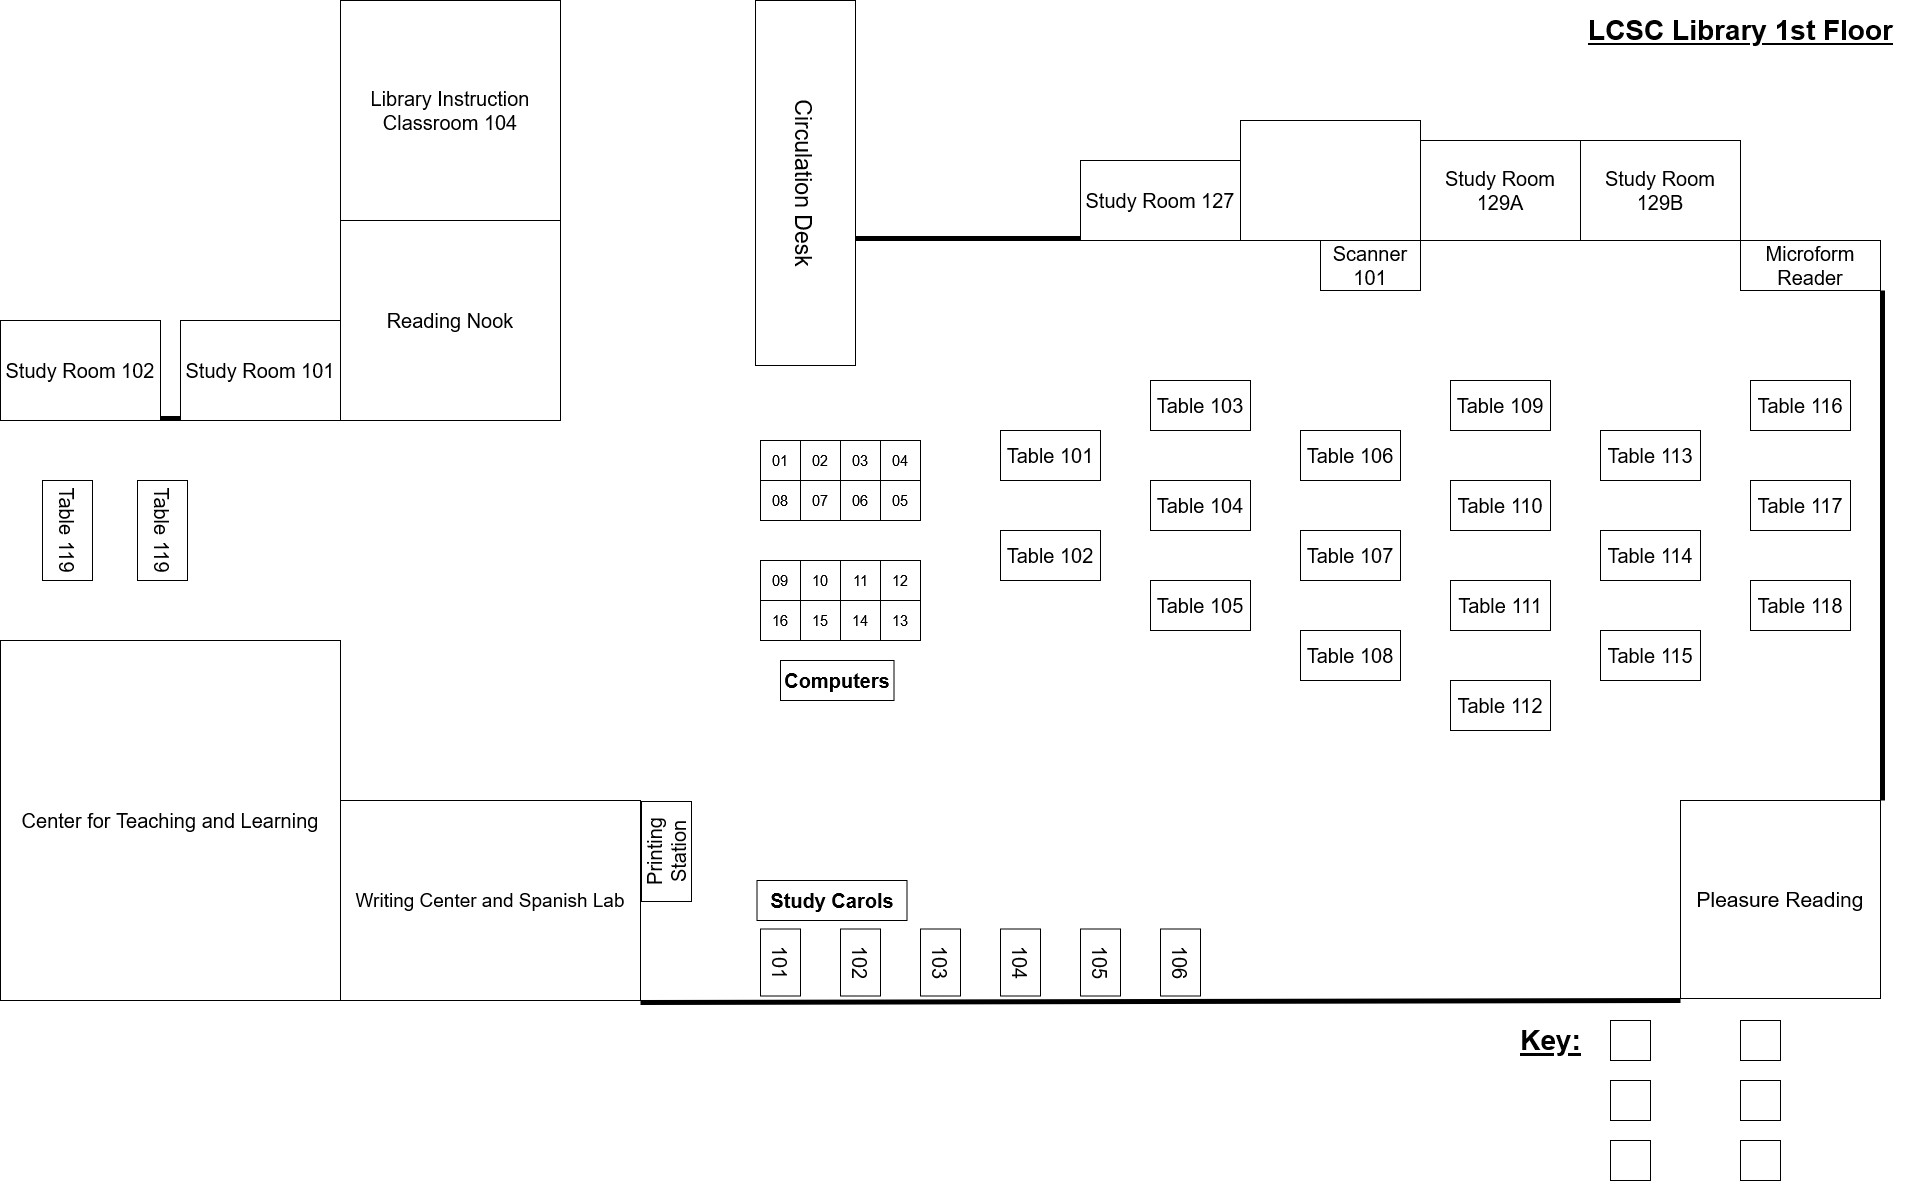 LCSC Library 1st Floor
Library Instruction
Classroom 104
Circulation Desk
Study Room 127
Study Room
129A
Study Room
129B
Scanner
101
Microform
Reader
Reading Nook
Study Room 102
Study Room 101
Table 103
Table 109
Table 116
Table 101
Table 106
Table 113
01 02 03 04
08 07 06 05
Table 104
Table 110
Table 117
Table 119
Table 119
Table 102
Table 107
Table 114
09 10 11 12
16 15 14 13
Table 105
Table 111
Table 118
Table 108
Table 115
Computers
Table 112
Center for Teaching and Learning
Writing Center and Spanish Lab
Printing
Station
Study Carols
101 102 103 104 105 106
Pleasure Reading
Key: